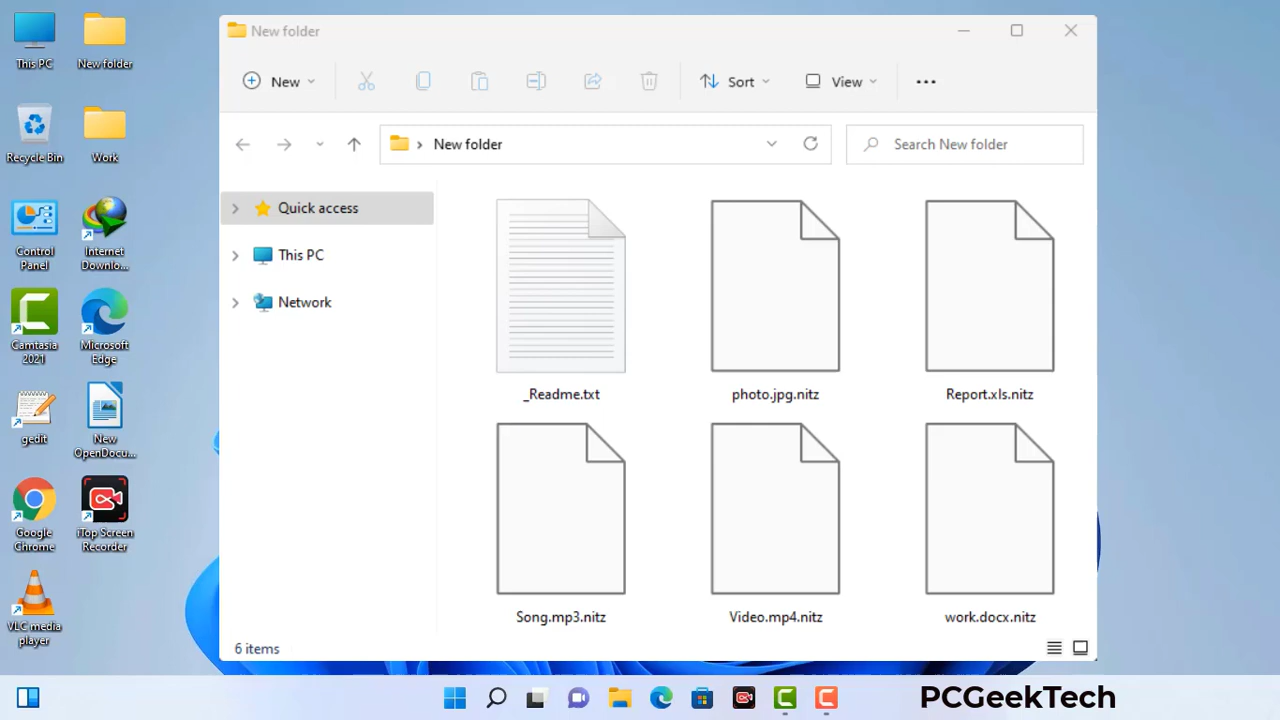 This PC
New folder
Recycle Bin
Work
Control
Panel
Internet
Downlo...
Camtasia
2021
Microsoft
Edge
gedit
New
OpenDocu...
Google
Chrome
iTop Screen
Recorder
VLC media
player
New folder
New
Sort
View
New folder
Search New folder
Quick access
This PC
Network
_Readme.txt
photo.jpg.nitz
Report.xls.nitz
Song.mp3.nitz
Video.mp4.nitz
work.docx.nitz
6 items
PCGeekTech